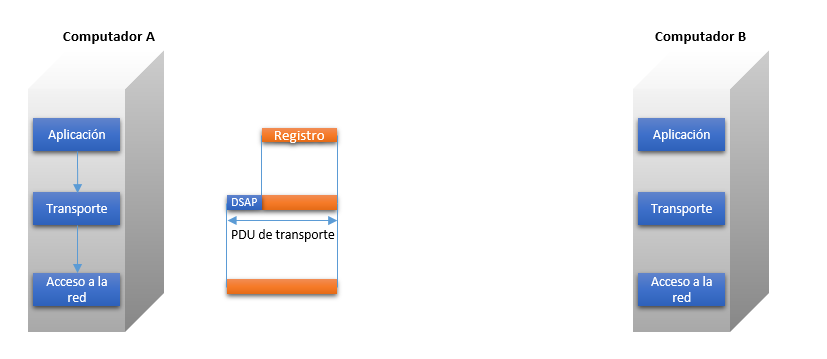 Computador A
Computador B
Aplicación
Registro
Aplicación
Transporte
DSAP
PDU de transporte
Transporte
Acceso a la
red
Acceso a la
red